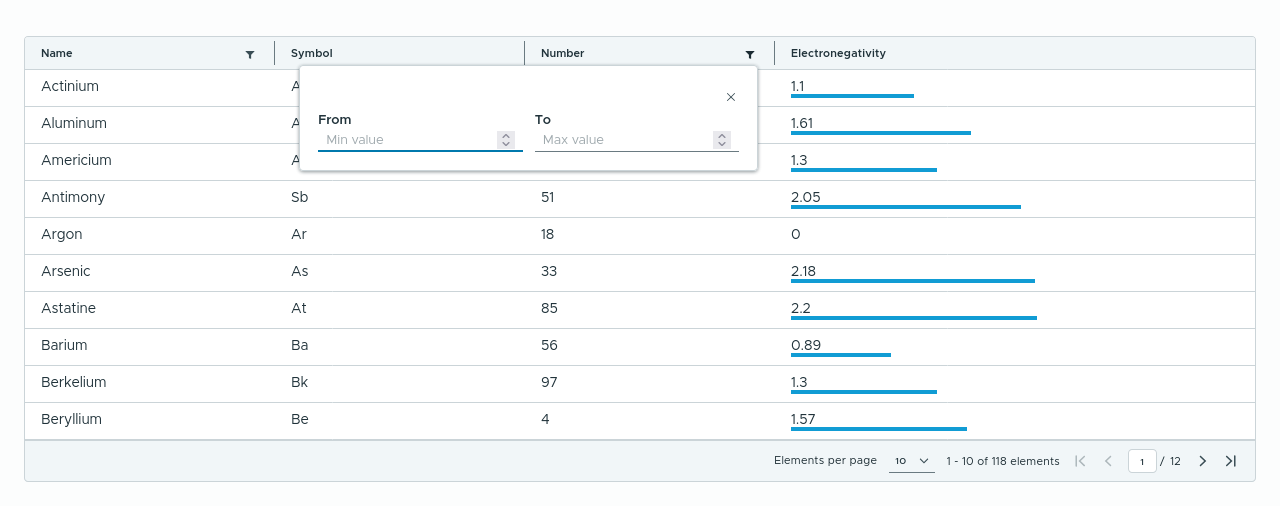 Name Symbol Number Electronegativity
Actinium A 1.1
From To
Min value Max value
Aluminum A 1.61
Americium A 1.3
Antimony Sb 51 2.05
Argon Ar 18 0
Arsenic As 33 2.18
Astatine At 85 2.2
Barium Ba 56 0.89
Berkelium Bk 97 1.3
Beryllium Be 4 1.57
Elements per page 10 1 - 10 of 118 elements 1 / 12